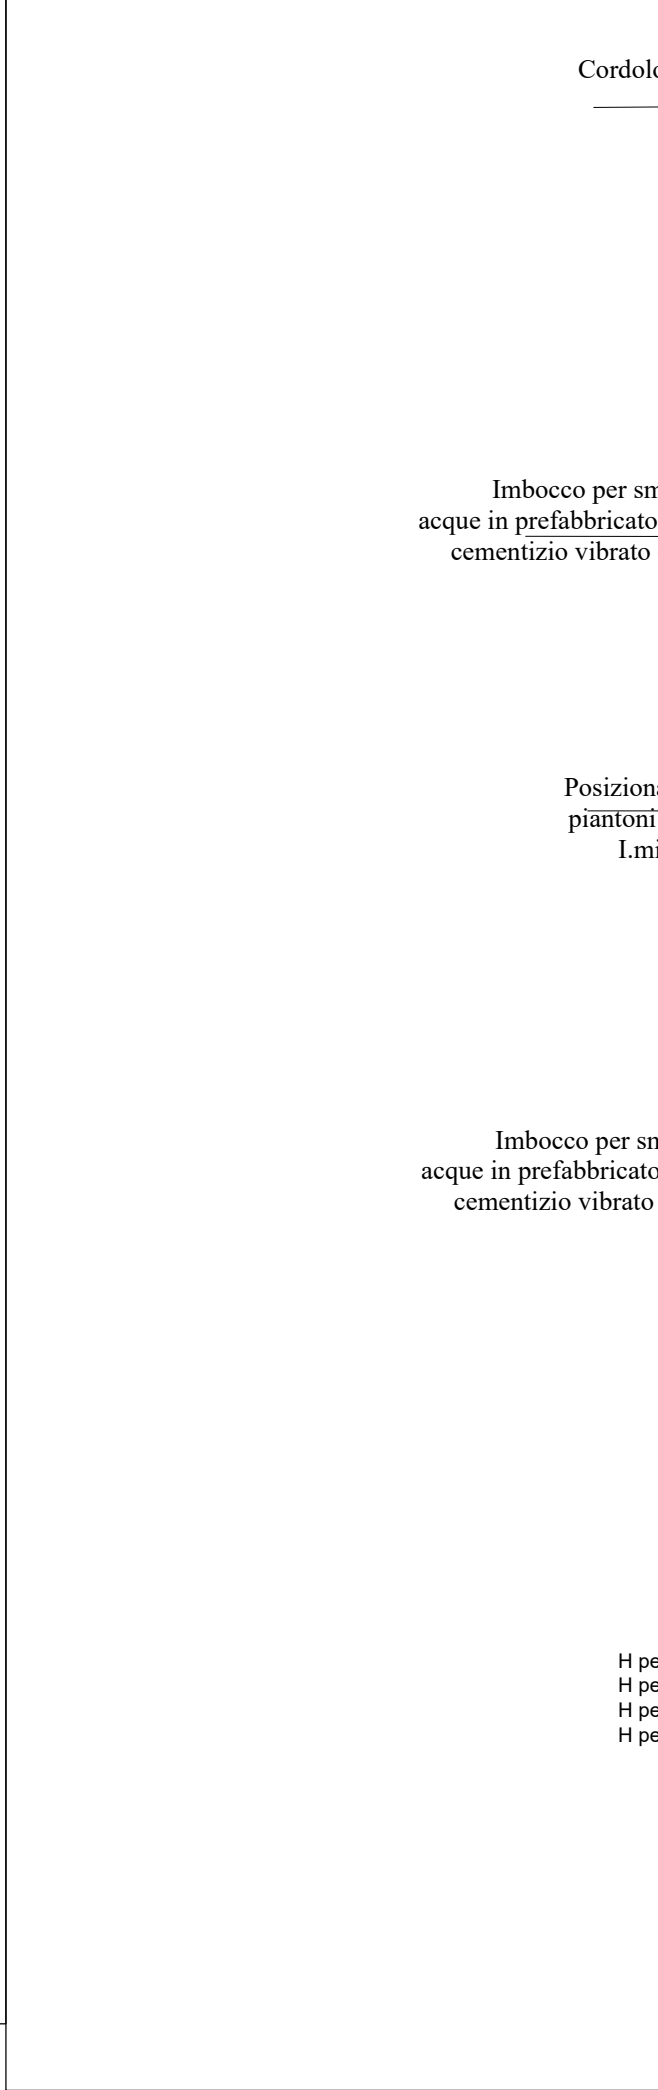 Cordolo
Imbocco per sm
acque in prefabbricato
cementizio vibrato
Posiziona
piantoni
I.mi
Imbocco per sm
acque in prefabbricato
cementizio vibrato
H pe
H pe
H pe
H pe